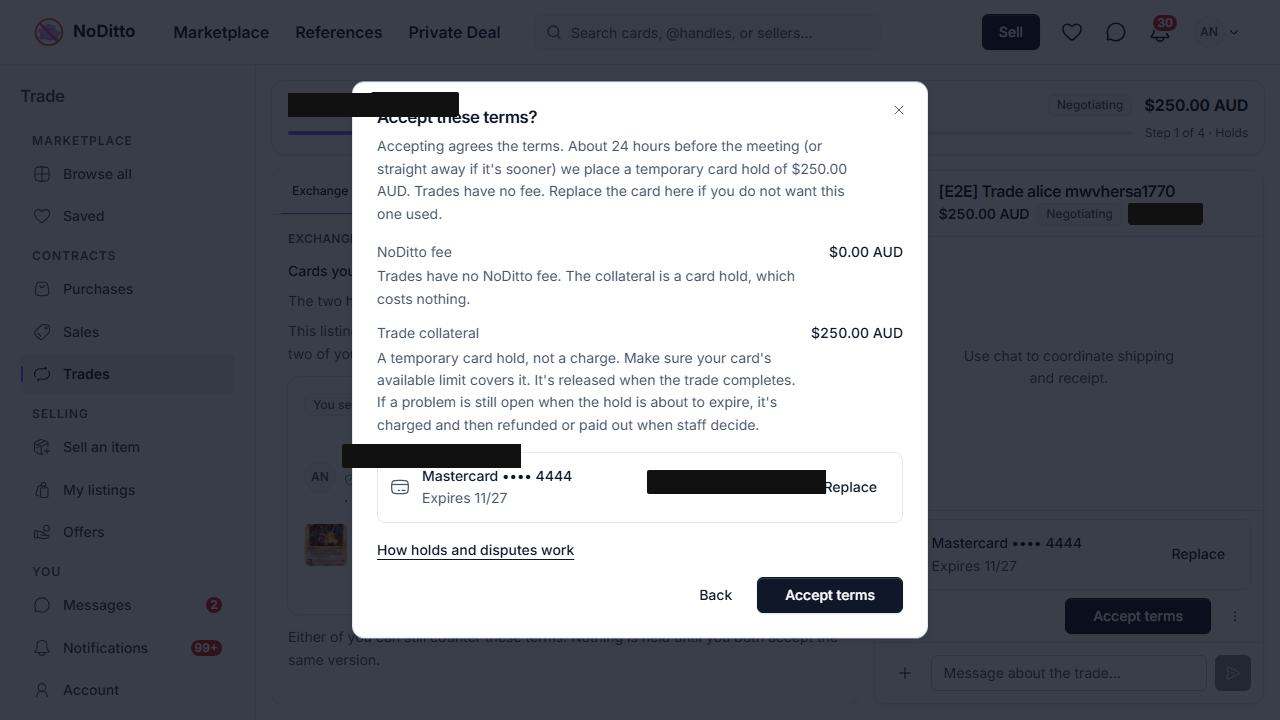 NoDitto
Marketplace
References
Private Deal
Search cards, @handles, or sellers...
Sell
30
AN
Trade
MARKETPLACE
Browse all
Saved
CONTRACTS
Purchases
Sales
Trades
SELLING
Sell an item
My listings
Offers
YOU
Messages
2
Notifications
99+
Account
Negotiating
$250.00 AUD
Step 1 of 4 · Holds
Exchange
EXCHANGE
Cards you
The two h
This listin
two of you
You se
AN
Either of you can still counter these terms. Nothing is held until you both accept the
same version.
Accept these terms?
Accepting agrees the terms. About 24 hours before the meeting (or
straight away if it's sooner) we place a temporary card hold of $250.00
AUD. Trades have no fee. Replace the card here if you do not want this
one used.
NoDitto fee
$0.00 AUD
Trades have no NoDitto fee. The collateral is a card hold, which
costs nothing.
Trade collateral
$250.00 AUD
A temporary card hold, not a charge. Make sure your card's
available limit covers it. It's released when the trade completes.
If a problem is still open when the hold is about to expire, it's
charged and then refunded or paid out when staff decide.
Mastercard •••• 4444
Expires 11/27
Replace
How holds and disputes work
Back
Accept terms
[E2E] Trade alice mwvhersa1770
$250.00 AUD
Negotiating
Use chat to coordinate shipping
and receipt.
Mastercard •••• 4444
Expires 11/27
Replace
Accept terms
Message about the trade...